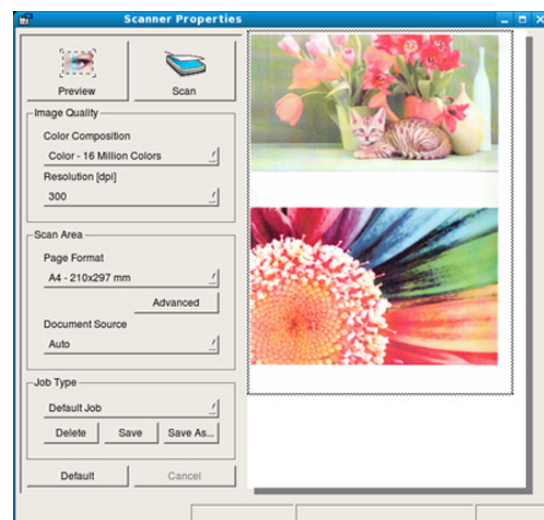 Scanner Properties
Preview
Scan
Image Quality
Color Composition
Color - 16 Million Colors
Resolution [dpi]
300
Scan Area
Page Format
A4 - 210x297 mm
Advanced
Document Source
Auto
Job Type
Default Job
Delete Save Save As...
Default Cancel